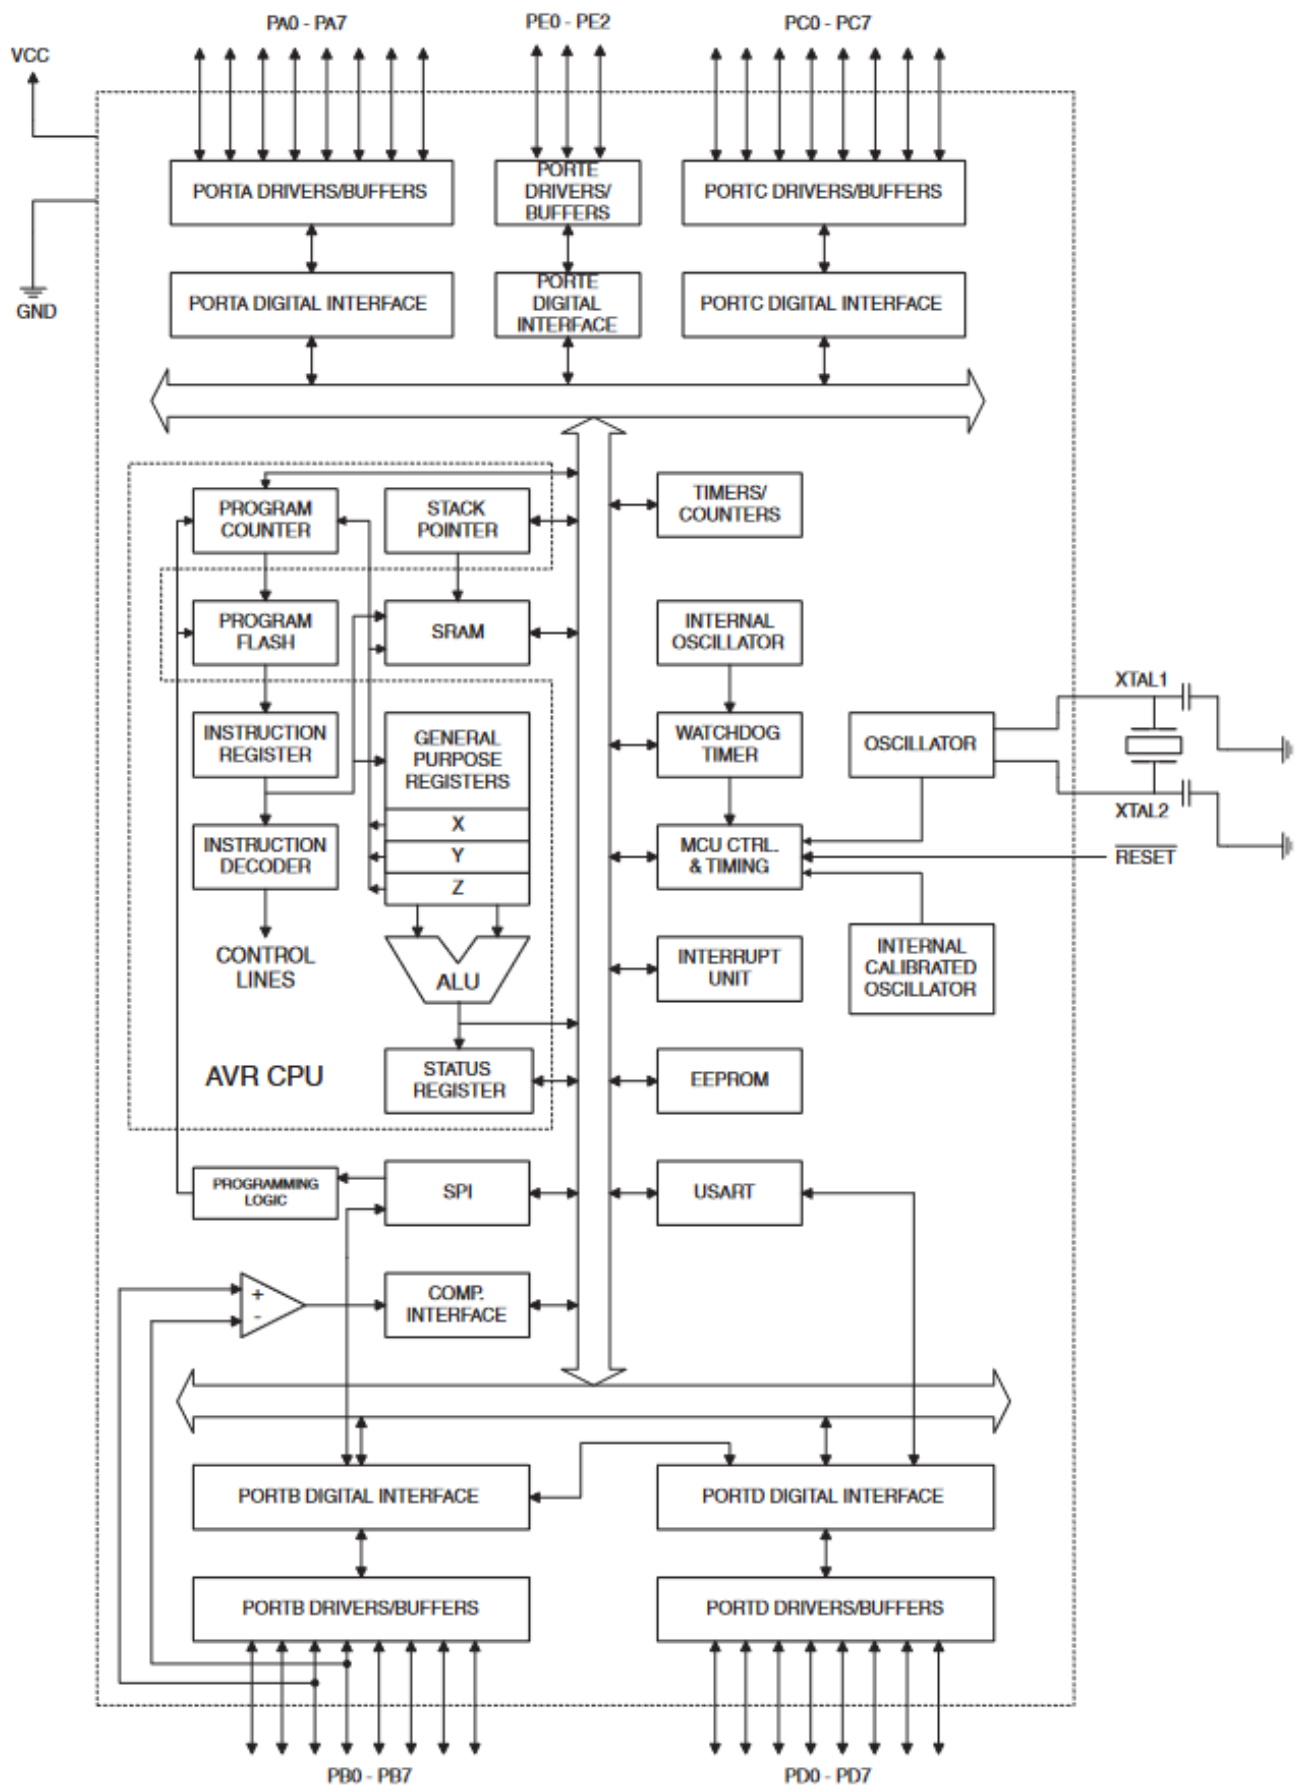 PA0 - PA7
PE0 - PE2
PC0 - PC7
VCC
PORTA DRIVERS/BUFFERS
PORTE
DRIVERS/
BUFFERS
PORTC DRIVERS/BUFFERS
GND
PORTA DIGITAL INTERFACE
PORTE
DIGITAL
INTERFACE
PORTC DIGITAL INTERFACE
PROGRAM
COUNTER
STACK
POINTER
TIMERS/
COUNTERS
PROGRAM
FLASH
SRAM
INTERNAL
OSCILLATOR
XTAL1
INSTRUCTION
REGISTER
GENERAL
PURPOSE
REGISTERS
WATCHDOG
TIMER
OSCILLATOR
X
XTAL2
INSTRUCTION
DECODER
Y
Z
MCU CTRL.
& TIMING
RESET
CONTROL
LINES
ALU
INTERRUPT
UNIT
INTERNAL
CALIBRATED
OSCILLATOR
AVR CPU
STATUS
REGISTER
EEPROM
PROGRAMMING
LOGIC
SPI
USART
+
-
COMP.
INTERFACE
PORTB DIGITAL INTERFACE
PORTD DIGITAL INTERFACE
PORTB DRIVERS/BUFFERS
PORTD DRIVERS/BUFFERS
PB0 - PB7
PD0 - PD7